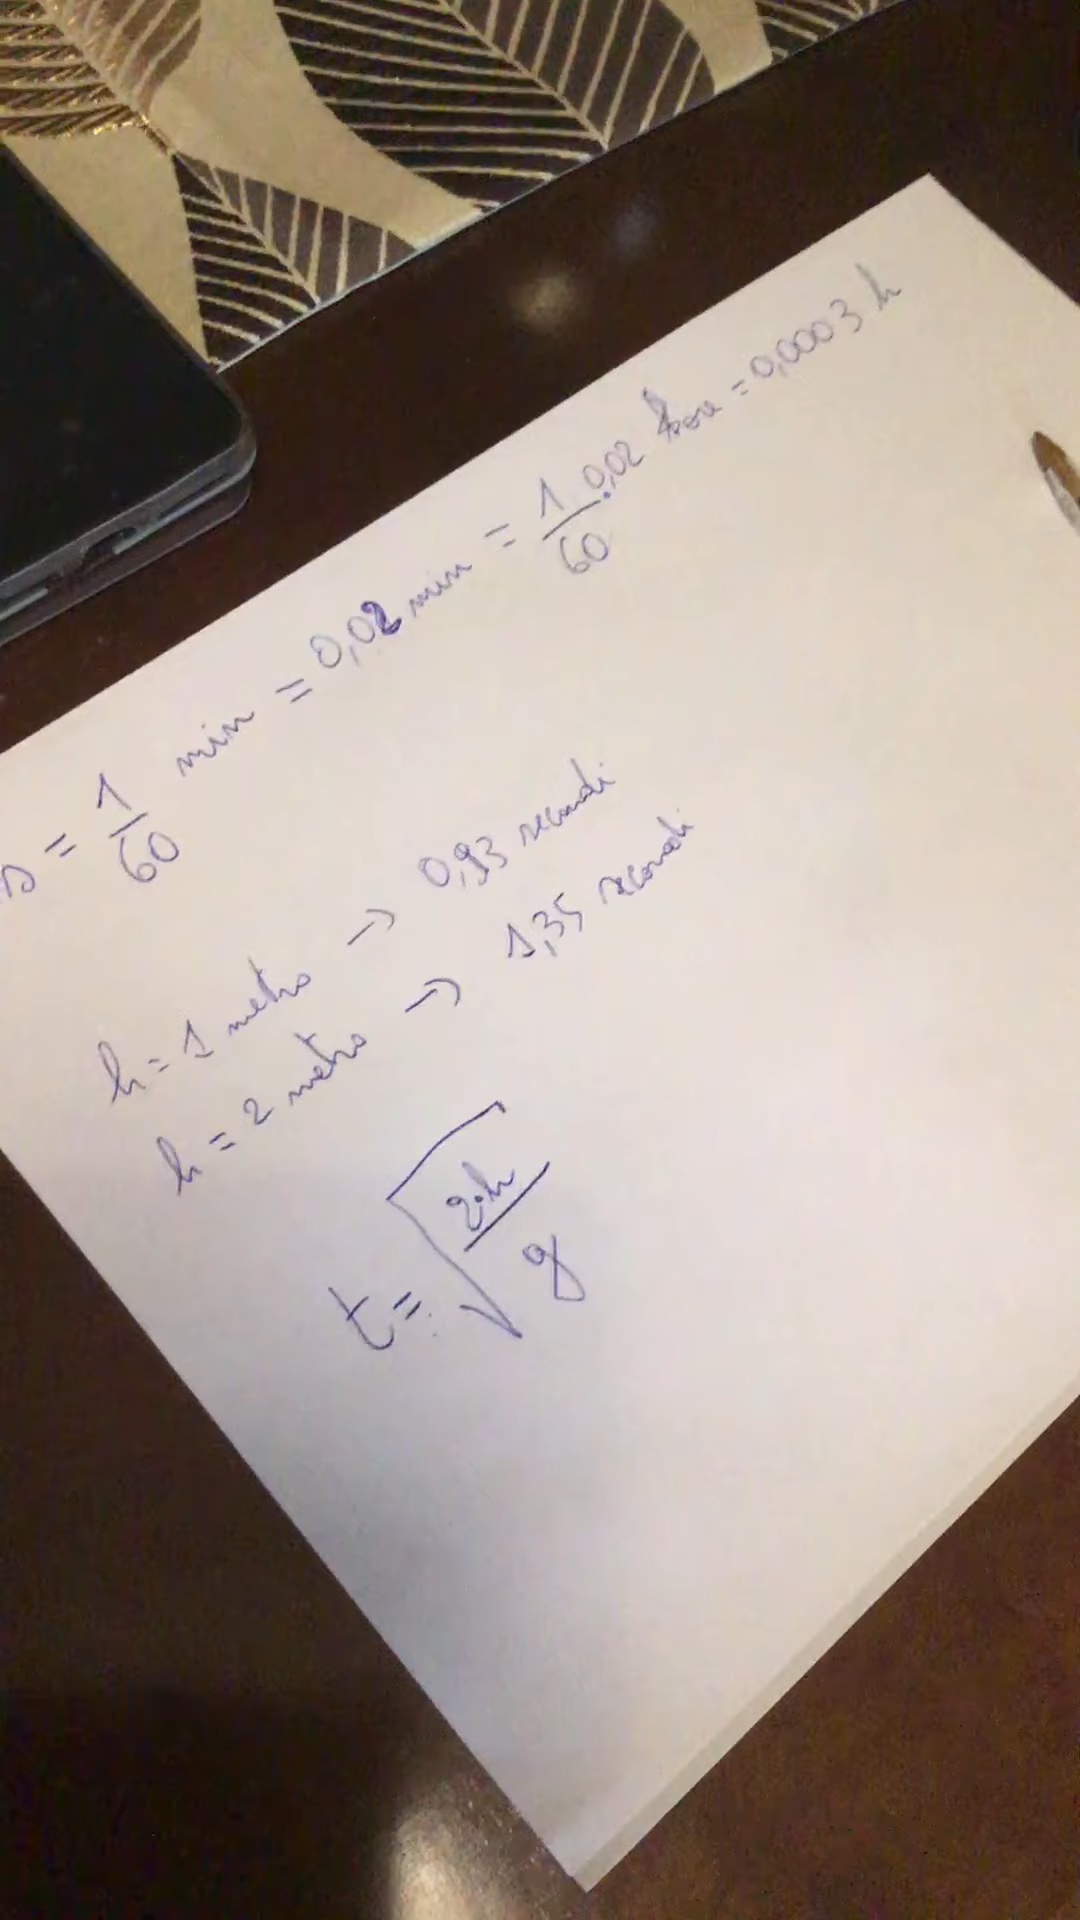 s = 1/60 min = 0,02 min = 1/60 · 0,02 = 0,0003 h
h = 1 metro → 0,93 secondi
h = 2 metro → 1,35 secondi
t = √(2·h/g)